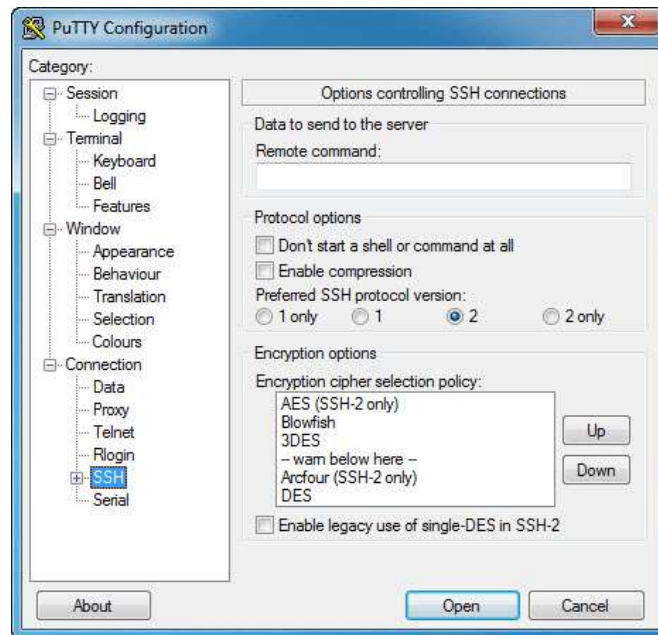 PuTTY Configuration
Category:
Session
Logging
Terminal
Keyboard
Bell
Features
Window
Appearance
Behaviour
Translation
Selection
Colours
Connection
Data
Proxy
Telnet
Rlogin
SSH
Serial
Options controlling SSH connections
Data to send to the server
Remote command:
Protocol options
Don't start a shell or command at all
Enable compression
Preferred SSH protocol version:
1 only 1 2 2 only
Encryption options
Encryption cipher selection policy:
AES (SSH-2 only)
Blowfish
3DES
-- warn below here --
Arcfour (SSH-2 only)
DES
Up
Down
Enable legacy use of single-DES in SSH-2
About Open Cancel